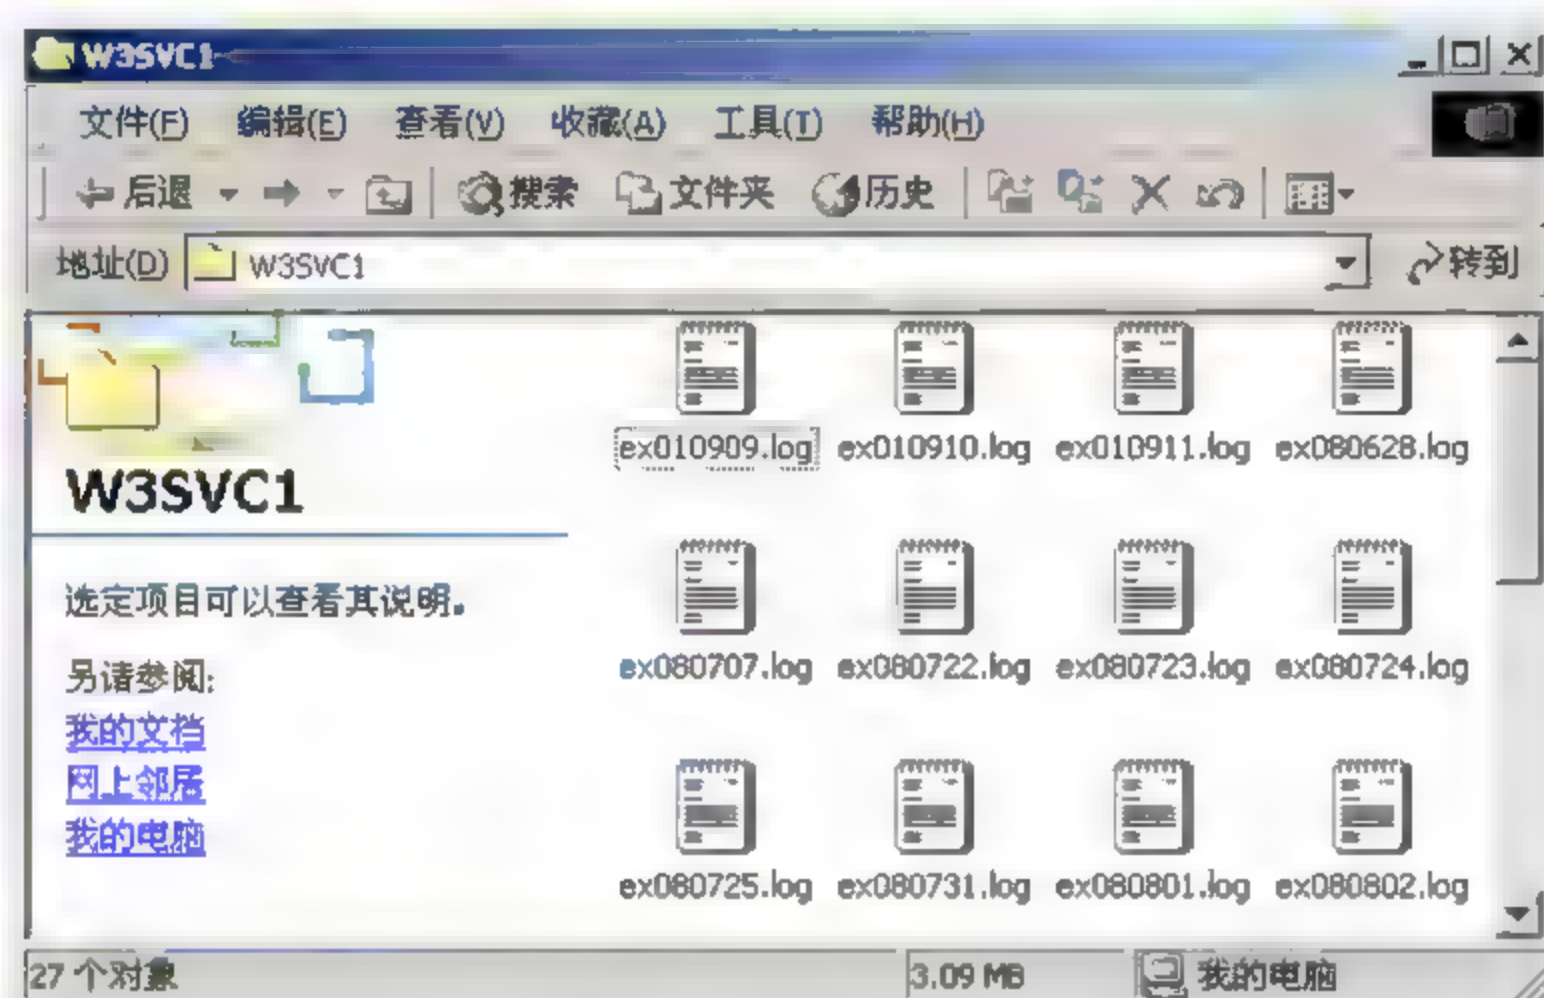 W3SVC1
文件(F) 编辑(E) 查看(V) 收藏(A) 工具(T) 帮助(H)
后退 搜索 文件夹 历史
地址(D) W3SVC1 转到
W3SVC1
选定项目可以查看其说明。
另请参阅:
我的文档
网上邻居
我的电脑
ex010909.log ex010910.log ex010911.log ex080628.log
ex080707.log ex080722.log ex080723.log ex080724.log
ex080725.log ex080731.log ex080801.log ex080802.log
27 个对象 3.09 MB 我的电脑